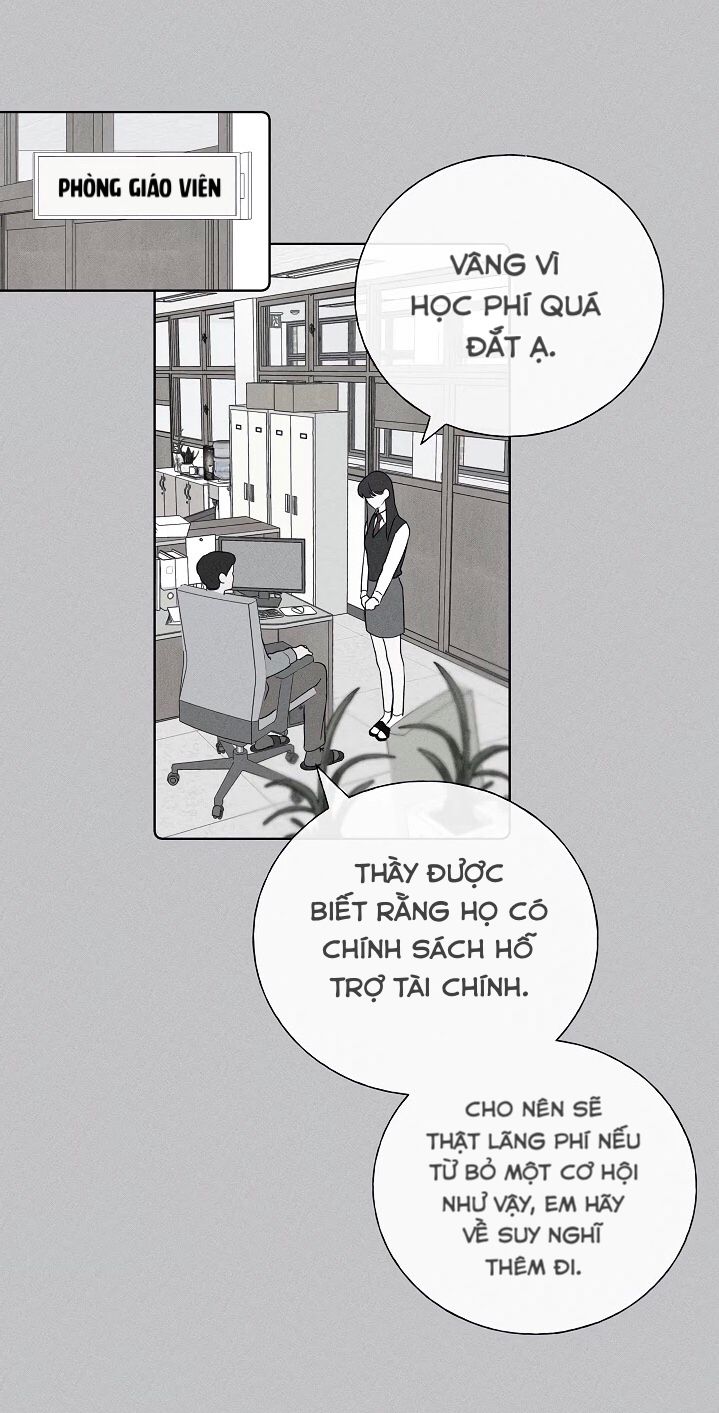 PHÒNG GIÁO VIÊN
VÂNG VÌ
HỌC PHÍ QUÁ
ĐẮT Ạ.
THẦY ĐƯỢC
BIẾT RẰNG HỌ CÓ
CHÍNH SÁCH HỖ
TRỢ TÀI CHÍNH.
CHO NÊN SẼ
THẬT LÃNG PHÍ NẾU
TỪ BỎ MỘT CƠ HỘI
NHƯ VẬY, EM HÃY
VỀ SUY NGHĨ
THÊM ĐI.